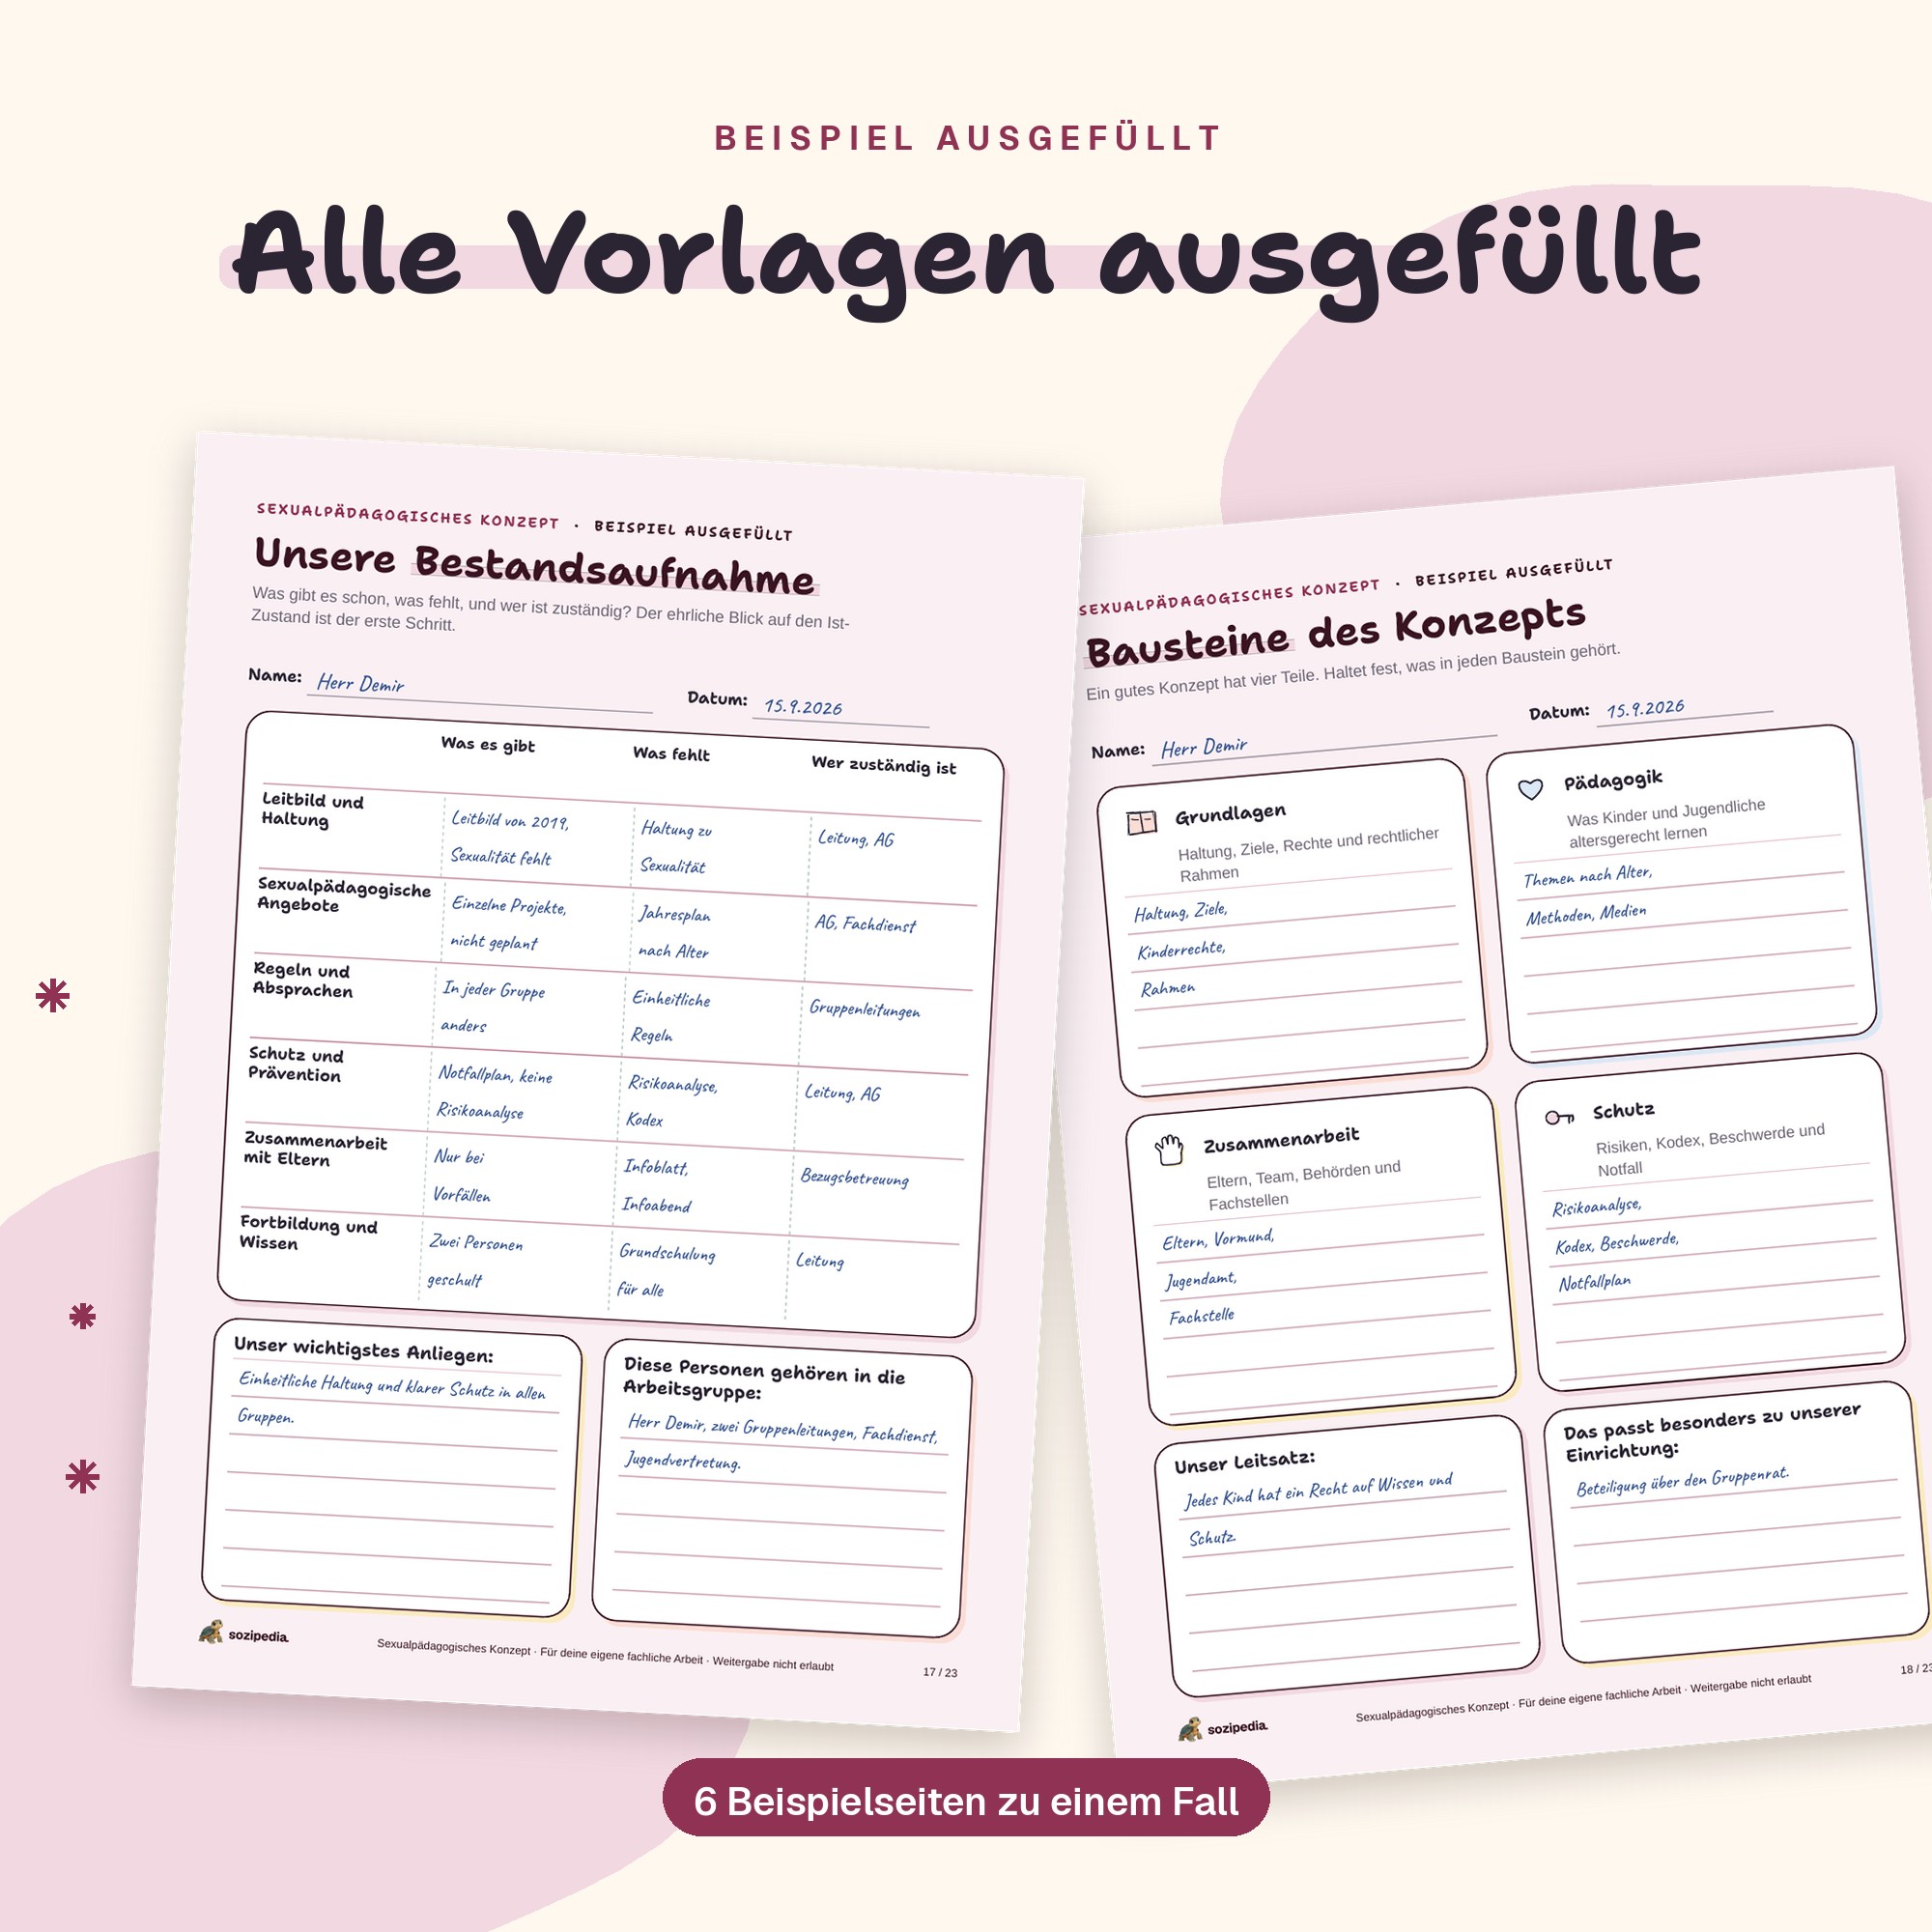 BEISPIEL AUSGEFÜLLT
Alle Vorlagen ausgefüllt
SEXUALPÄDAGOGISCHES KONZEPT · BEISPIEL AUSGEFÜLLT
Unsere Bestandsaufnahme
Was gibt es schon, was fehlt, und wer ist zuständig? Der ehrliche Blick auf den Ist-
Zustand ist der erste Schritt.
Name: Herr Demir Datum: 15.9.2026
Was es gibt Was fehlt Wer zuständig ist
Leitbild und
Haltung
Leitbild von 2019,
Sexualität fehlt
Haltung zu
Sexualität
Leitung, AG
Sexualpädagogische
Angebote
Einzelne Projekte,
nicht geplant
Jahresplan
nach Alter
AG, Fachdienst
Regeln und
Absprachen
In jeder Gruppe
anders
Einheitliche
Regeln
Gruppenleitungen
Schutz und
Prävention
Notfallplan, keine
Risikoanalyse
Risikoanalyse,
Kodex
Leitung, AG
Zusammenarbeit
mit Eltern
Nur bei
Vorfällen
Infoblatt,
Infoabend
Bezugsbetreuung
Fortbildung und
Wissen
Zwei Personen
geschult
Grundschulung
für alle
Leitung
Unser wichtigstes Anliegen:
Einheitliche Haltung und klarer Schutz in allen
Gruppen.
Diese Personen gehören in die
Arbeitsgruppe:
Herr Demir, zwei Gruppenleitungen, Fachdienst,
Jugendvertretung.
sozipedia.
Sexualpädagogisches Konzept · Für deine eigene fachliche Arbeit · Weitergabe nicht erlaubt
17 / 23
SEXUALPÄDAGOGISCHES KONZEPT · BEISPIEL AUSGEFÜLLT
Bausteine des Konzepts
Ein gutes Konzept hat vier Teile. Haltet fest, was in jeden Baustein gehört.
Name: Herr Demir Datum: 15.9.2026
Grundlagen
Haltung, Ziele, Rechte und rechtlicher
Rahmen
Haltung, Ziele,
Kinderrechte,
Rahmen
Pädagogik
Was Kinder und Jugendliche
altersgerecht lernen
Themen nach Alter,
Methoden, Medien
Zusammenarbeit
Eltern, Team, Behörden und
Fachstellen
Eltern, Vormund,
Jugendamt,
Fachstelle
Schutz
Risiken, Kodex, Beschwerde und
Notfall
Risikoanalyse,
Kodex, Beschwerde,
Notfallplan
Unser Leitsatz:
Jedes Kind hat ein Recht auf Wissen und
Schutz.
Das passt besonders zu unserer
Einrichtung:
Beteiligung über den Gruppenrat.
sozipedia.
Sexualpädagogisches Konzept · Für deine eigene fachliche Arbeit · Weitergabe nicht erlaubt
18 / 23
6 Beispielseiten zu einem Fall